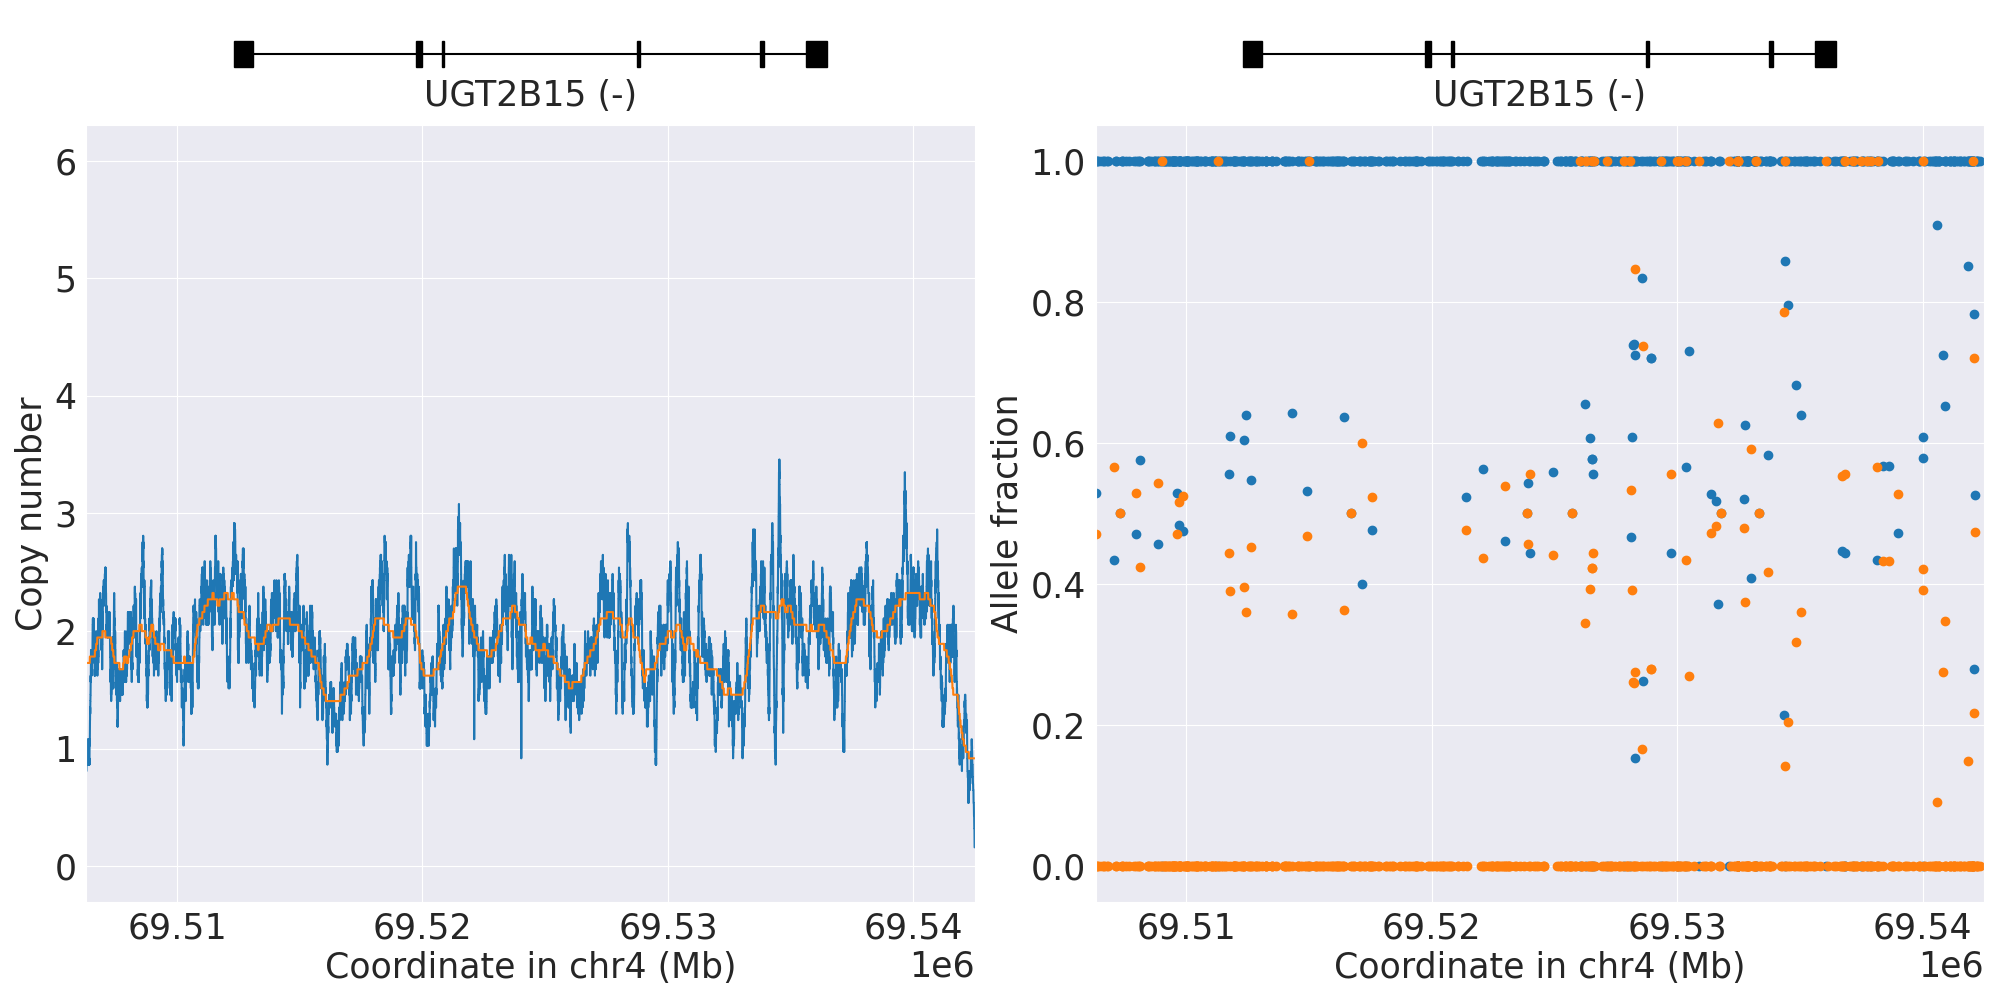 UGT2B15 (-)
6
5
4
3
2
1
0
Copy number
69.51 69.52 69.53 69.54
Coordinate in chr4 (Mb)
1e6
UGT2B15 (-)
1.0
0.8
0.6
0.4
0.2
0.0
Allele fraction
69.51 69.52 69.53 69.54
Coordinate in chr4 (Mb)
1e6